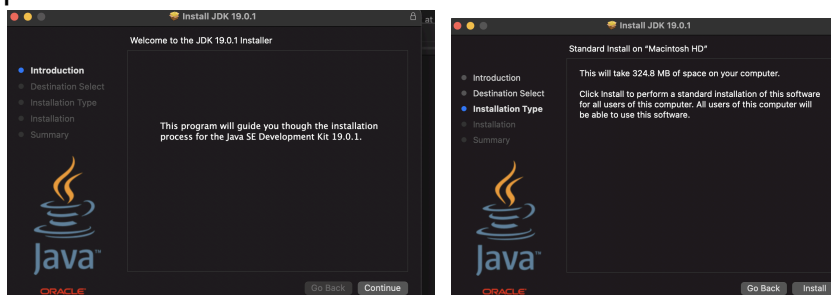 Install JDK 19.0.1
Welcome to the JDK 19.0.1 Installer
Introduction
Destination Select
Installation Type
Installation
Summary
This program will guide you though the installation
process for the Java SE Development Kit 19.0.1.
Java™
ORACLE
Go Back
Continue
at
Install JDK 19.0.1
Standard Install on “Macintosh HD”
Introduction
Destination Select
Installation Type
Installation
Summary
This will take 324.8 MB of space on your computer.
Click Install to perform a standard installation of this software
for all users of this computer. All users of this computer will
be able to use this software.
Java™
ORACLE
Go Back
Install